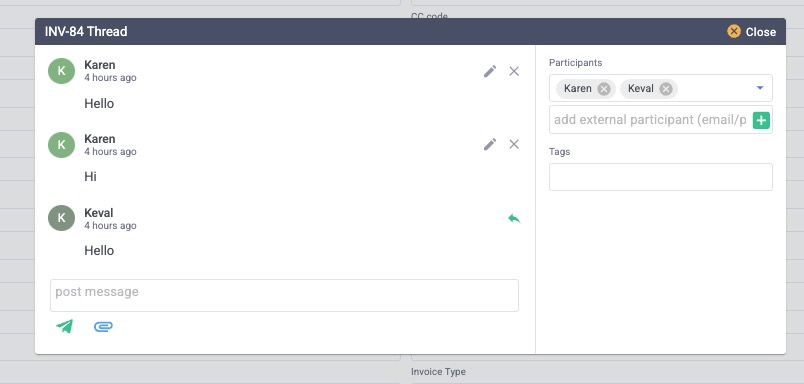 CC code
INV-84 Thread
Close
K
Karen
4 hours ago
Hello
K
Karen
4 hours ago
Hi
K
Keval
4 hours ago
Hello
post message
Participants
Karen
Keval
add external participant (email/p
Tags
Invoice Type